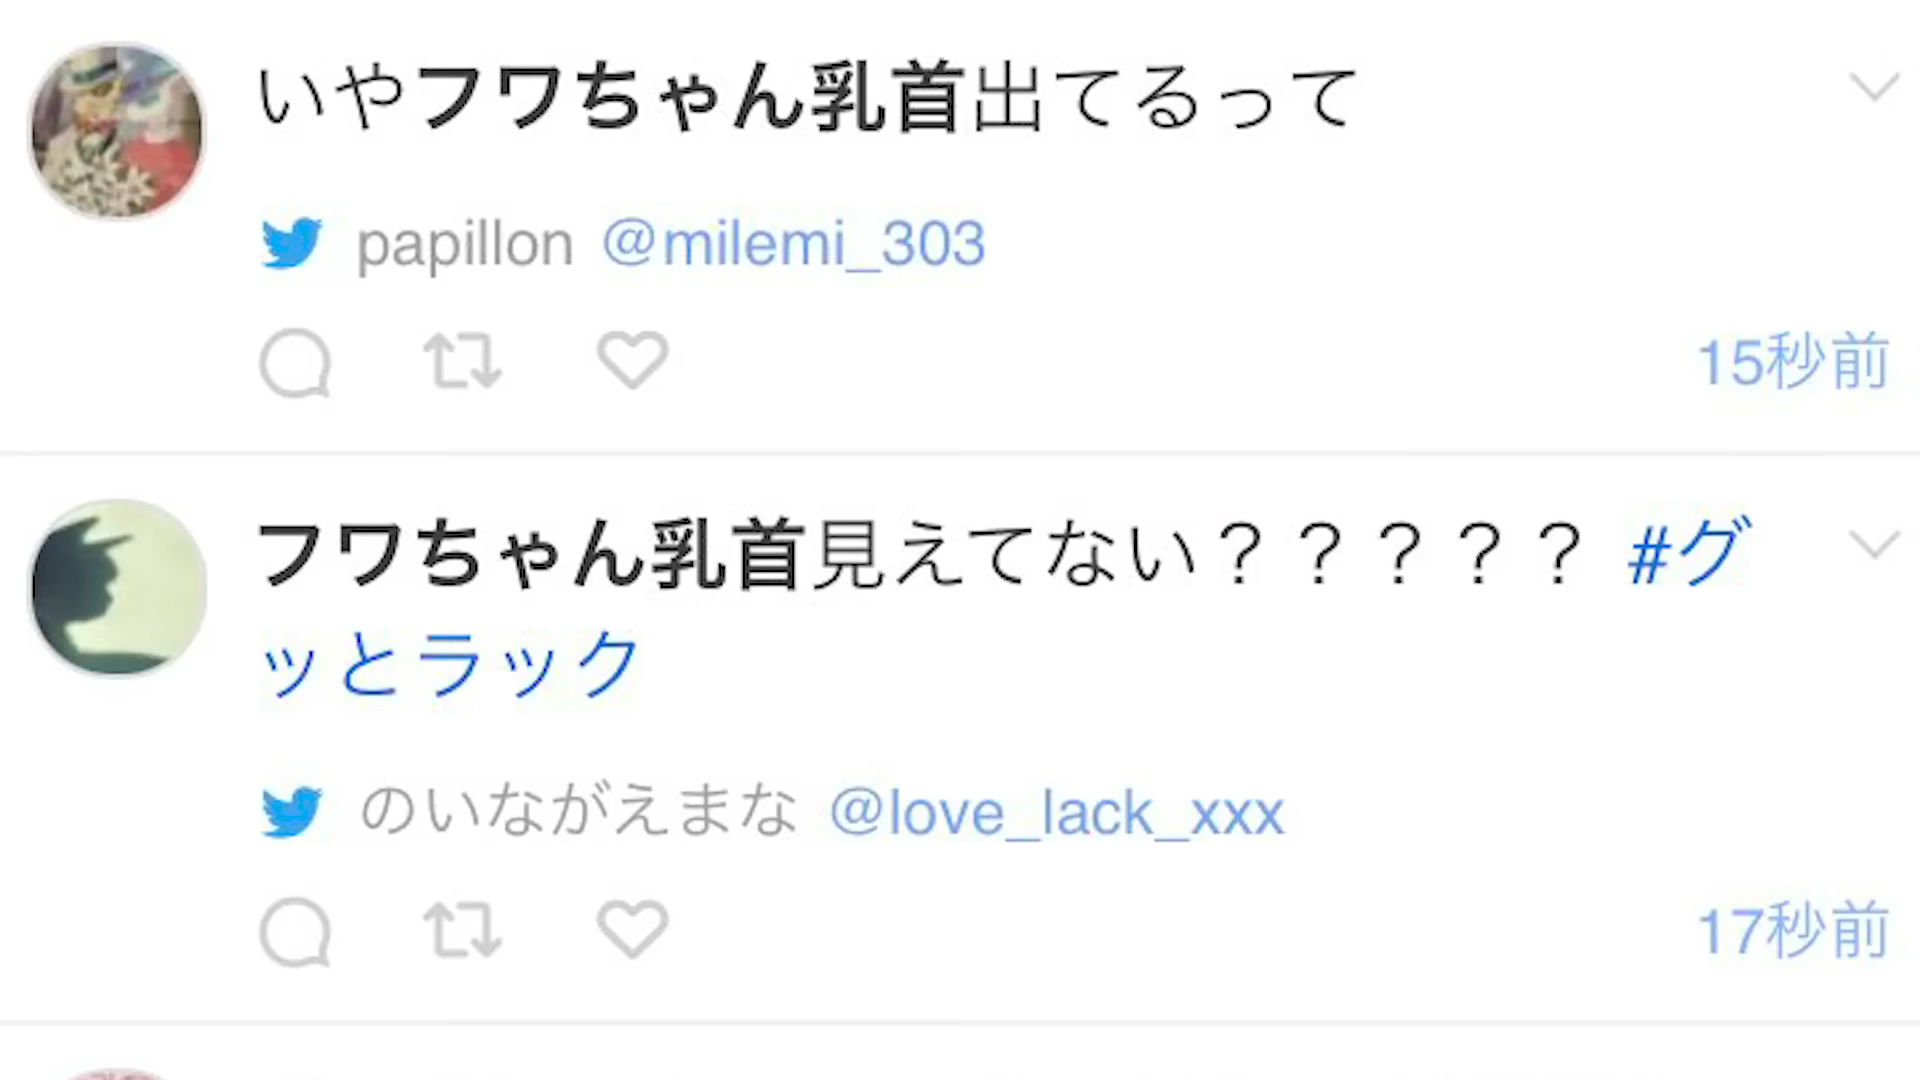 いやフワちゃん乳首出てるって
papillon @milemi_303
15秒前
フワちゃん乳首見えてない？？？？？ #グ
ッとラック
のいながえまな @love_lack_xxx
17秒前